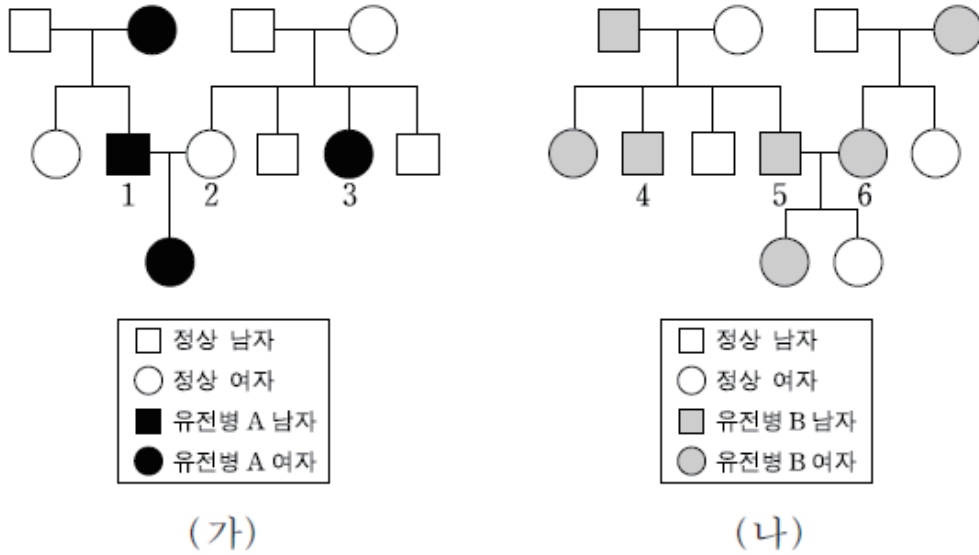 1 2 3
4 5 6
정상 남자
정상 여자
유전병 A 남자
유전병 A 여자
정상 남자
정상 여자
유전병 B 남자
유전병 B 여자
(가)
(나)